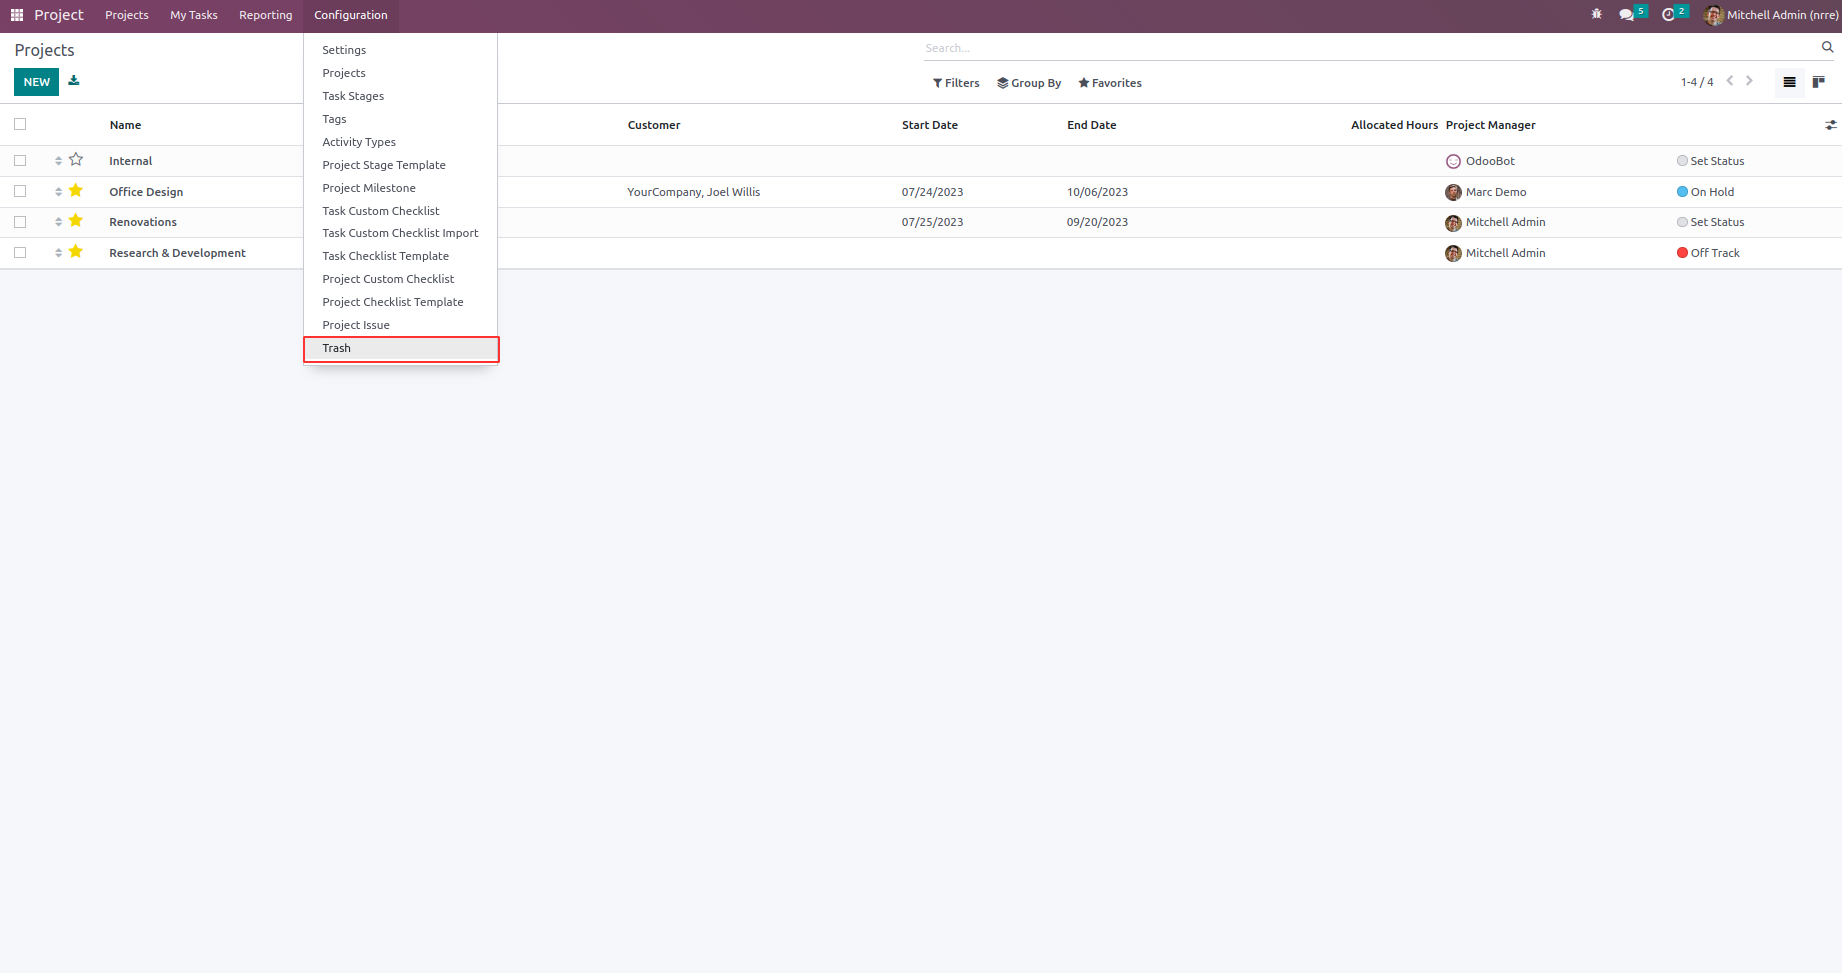 Project Projects My Tasks Reporting Configuration 5 2 Mitchell Admin (nrre)
Projects
Search...
NEW
Filters Group By Favorites 1-4 / 4
Settings
Projects
Task Stages
Tags
Activity Types
Project Stage Template
Project Milestone
Task Custom Checklist
Task Custom Checklist Import
Task Checklist Template
Project Custom Checklist
Project Checklist Template
Project Issue
Trash
Name Customer Start Date End Date Allocated Hours Project Manager
Internal OdooBot Set Status
Office Design YourCompany, Joel Willis 07/24/2023 10/06/2023 Marc Demo On Hold
Renovations 07/25/2023 09/20/2023 Mitchell Admin Set Status
Research & Development Mitchell Admin Off Track